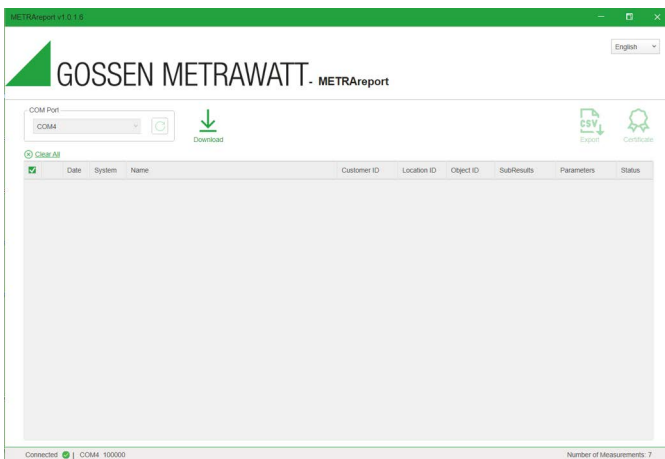 METRAreport v1.0.1.6
English
GOSSEN METRAWATT - METRAreport
COM Port
COM4
Download
CSV
Export
Certificate
Clear All
Date System Name Customer ID Location ID Object ID SubResults Parameters Status
Connected | COM4 100000 Number of Measurements: 7